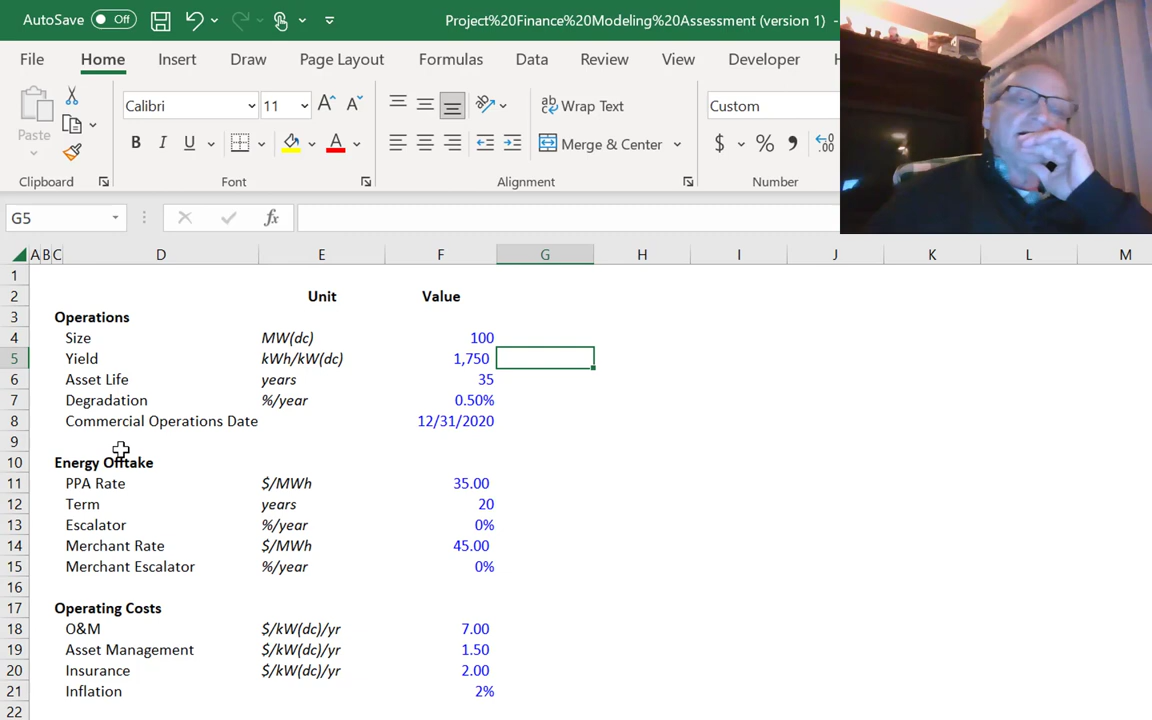 AutoSave Off Project%20Finance%20Modeling%20Assessment (version 1) -
File Home Insert Draw Page Layout Formulas Data Review View Developer
Paste Calibri 11 A A ab Wrap Text Custom
B I U A Merge & Center $ % , .00
Clipboard Font Alignment Number
G5 fx
A B C D E F G H I J K L M
1
2 Unit Value
3 Operations
4 Size MW(dc) 100
5 Yield kWh/kW(dc) 1,750
6 Asset Life years 35
7 Degradation %/year 0.50%
8 Commercial Operations Date 12/31/2020
9
10 Energy Offtake
11 PPA Rate $/MWh 35.00
12 Term years 20
13 Escalator %/year 0%
14 Merchant Rate $/MWh 45.00
15 Merchant Escalator %/year 0%
16
17 Operating Costs
18 O&M $/kW(dc)/yr 7.00
19 Asset Management $/kW(dc)/yr 1.50
20 Insurance $/kW(dc)/yr 2.00
21 Inflation 2%
22